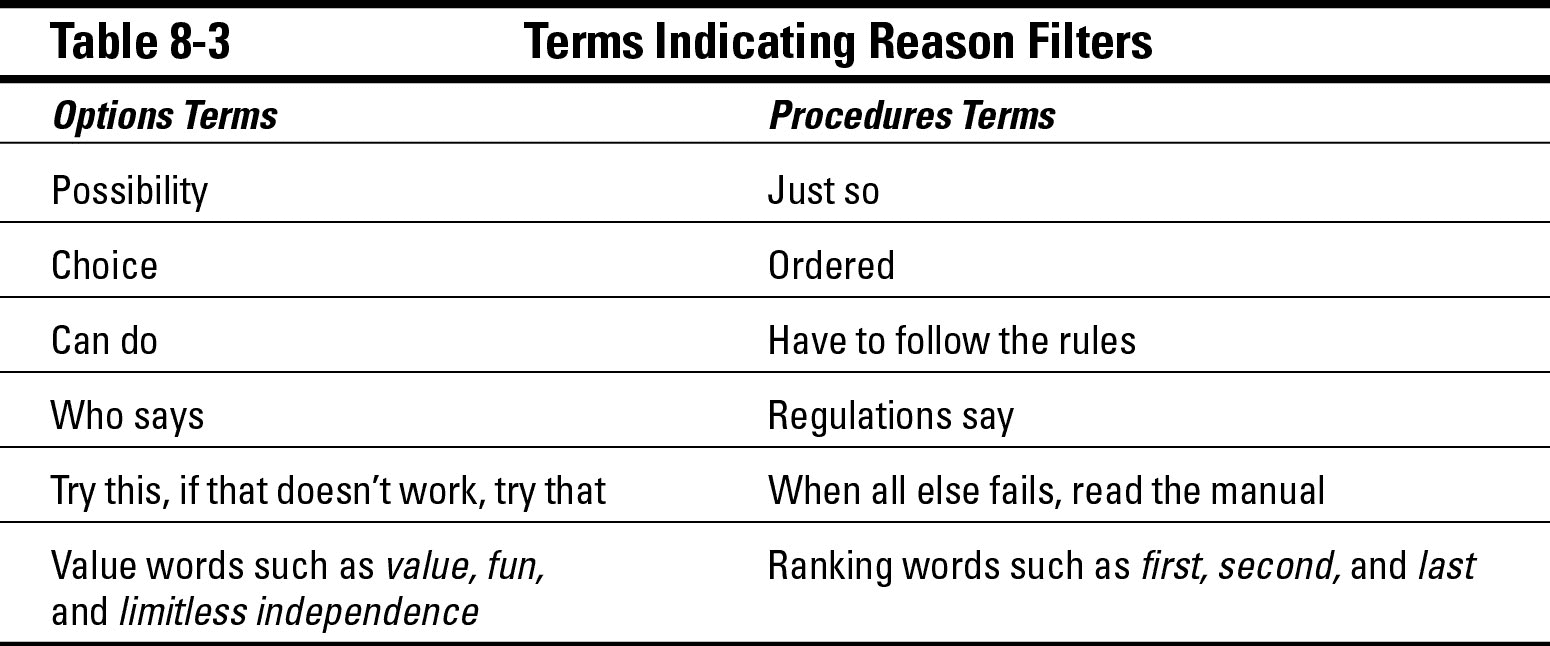 Table 8-3 Terms Indicating Reason Filters
Options Terms Procedures Terms
Possibility Just so
Choice Ordered
Can do Have to follow the rules
Who says Regulations say
Try this, if that doesn’t work, try that When all else fails, read the manual
Value words such as value, fun, Ranking words such as first, second, and last
and limitless independence